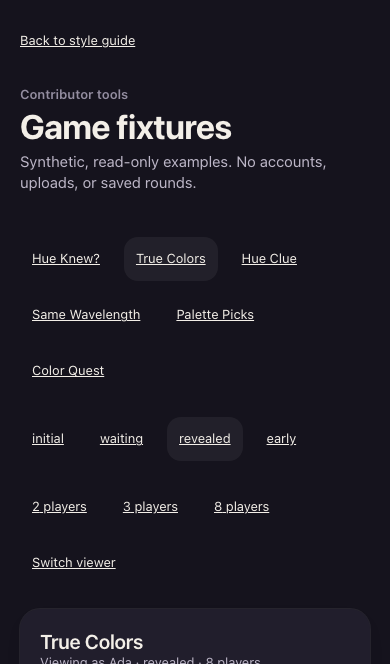 Back to style guide
Contributor tools
Game fixtures
Synthetic, read-only examples. No accounts,
uploads, or saved rounds.
Hue Knew? True Colors Hue Clue
Same Wavelength Palette Picks
Color Quest
initial waiting revealed early
2 players 3 players 8 players
Switch viewer
True Colors
Viewing as Ada · revealed · 8 players